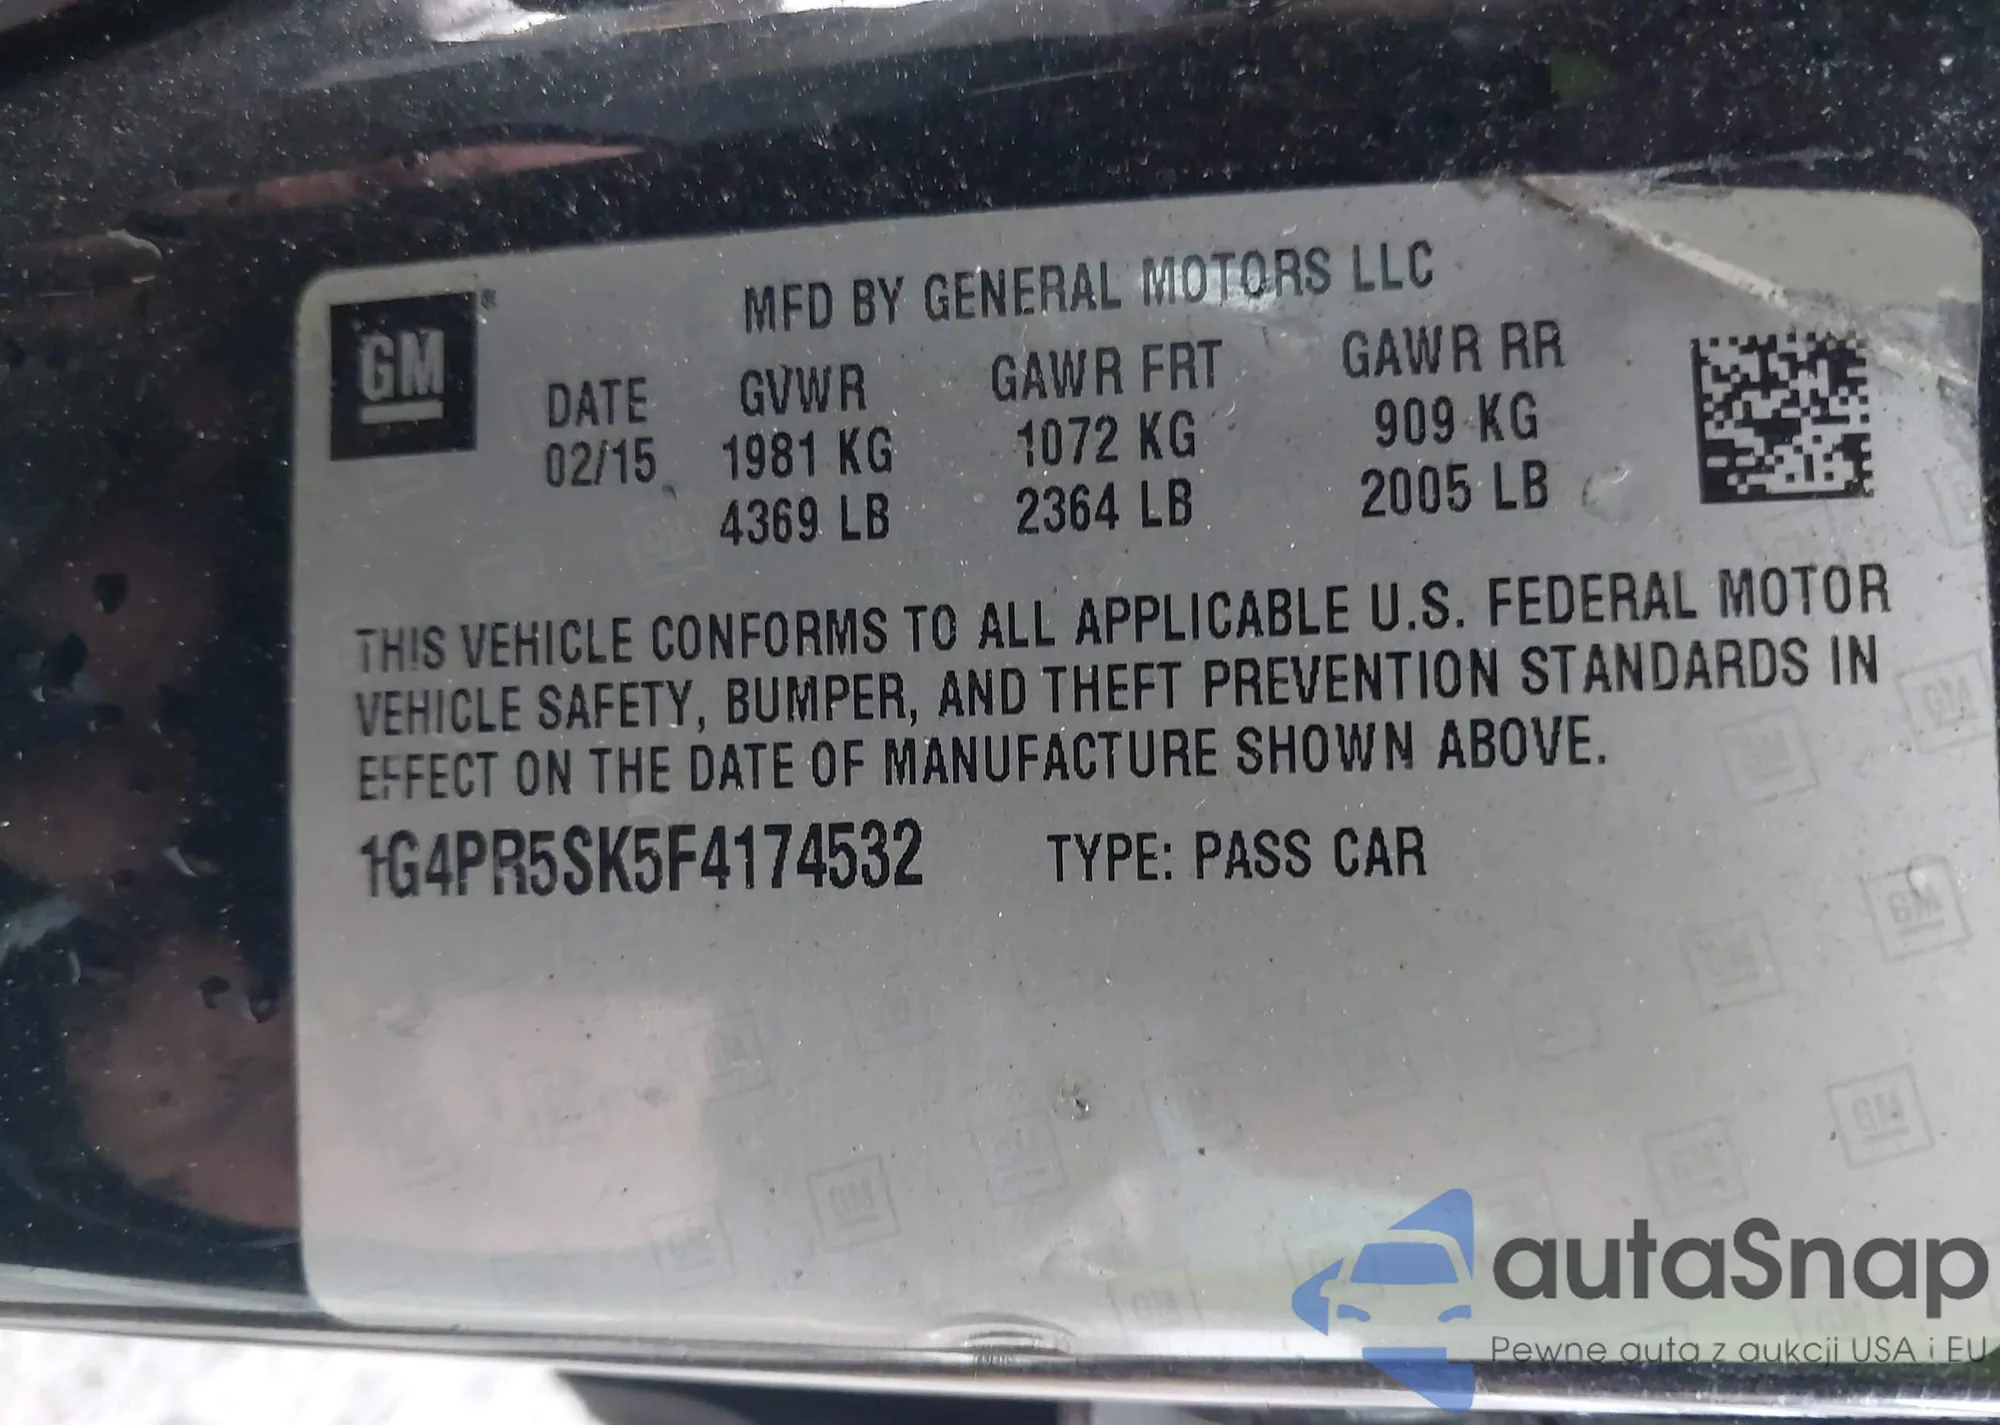 MFD BY GENERAL MOTORS LLC
GM®
DATE GVWR GAWR FRT GAWR RR
02/15 1981 KG 1072 KG 909 KG
4369 LB 2364 LB 2005 LB
THIS VEHICLE CONFORMS TO ALL APPLICABLE U.S. FEDERAL MOTOR
VEHICLE SAFETY, BUMPER, AND THEFT PREVENTION STANDARDS IN
EFFECT ON THE DATE OF MANUFACTURE SHOWN ABOVE.
1G4PR5SK5F4174532 TYPE: PASS CAR
autaSnap
Pewne auta z aukcji USA i EU